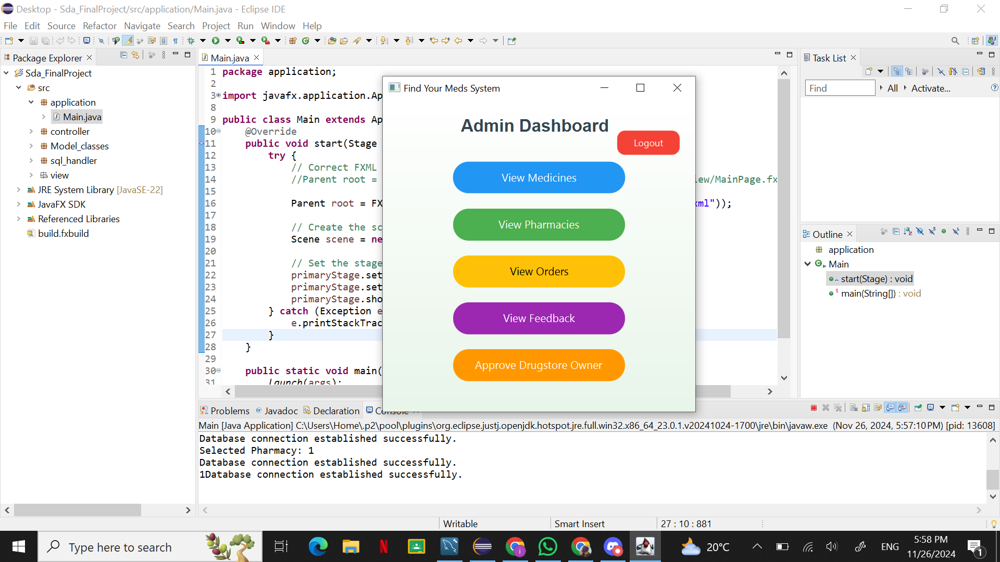 Desktop - Sda_FinalProject/src/application/Main.java - Eclipse IDE
File Edit Source Refactor Navigate Search Project Run Window Help
Package Explorer
Sda_FinalProject
src
application
Main.java
controller
Model_classes
sql_handler
view
JRE System Library [JavaSE-22]
JavaFX SDK
Referenced Libraries
build.fxbuild
Main.java
1 package application;
2
3 import javafx.application.Ap
8
9 public class Main extends Ap
10 @Override
11 public void start(Stage
12 try {
13 // Correct FXML
14 //Parent root = iew/MainPage.fx
15
16 Parent root = FX xml"));
17
18 // Create the sc
19 Scene scene = ne
20
21 // Set the stage
22 primaryStage.set
23 primaryStage.set
24 primaryStage.sho
25 } catch (Exception e
26 e.printStackTrac
27 }
28 }
29
30 public static void main(
31 launch(args);
Find Your Meds System
Admin Dashboard
Logout
View Medicines
View Pharmacies
View Orders
View Feedback
Approve Drugstore Owner
Task List
Find
All
Activate...
Outline
application
Main
start(Stage) : void
main(String[]) : void
Problems @ Javadoc Declaration Console
Main [Java Application] C:\Users\Home\.p2\pool\plugins\org.eclipse.justj.openjdk.hotspot.jre.full.win32.x86_64_23.0.1.v20241024-1700\jre\bin\javaw.exe (Nov 26, 2024, 5:57:10 PM) [pid: 13608]
Database connection established successfully.
Selected Pharmacy: 1
Database connection established successfully.
1Database connection established successfully.
Writable
Smart Insert
27 : 10 : 881
Type here to search
20°C
ENG
5:58 PM
11/26/2024
1